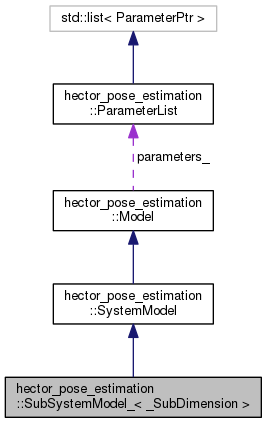 std::list< ParameterPtr >
hector_pose_estimation
::ParameterList
parameters_
hector_pose_estimation
::Model
hector_pose_estimation
::SystemModel
hector_pose_estimation
::SubSystemModel_< _SubDimension >